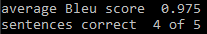 average Bleu score  0.975
sentences correct  4 of 5